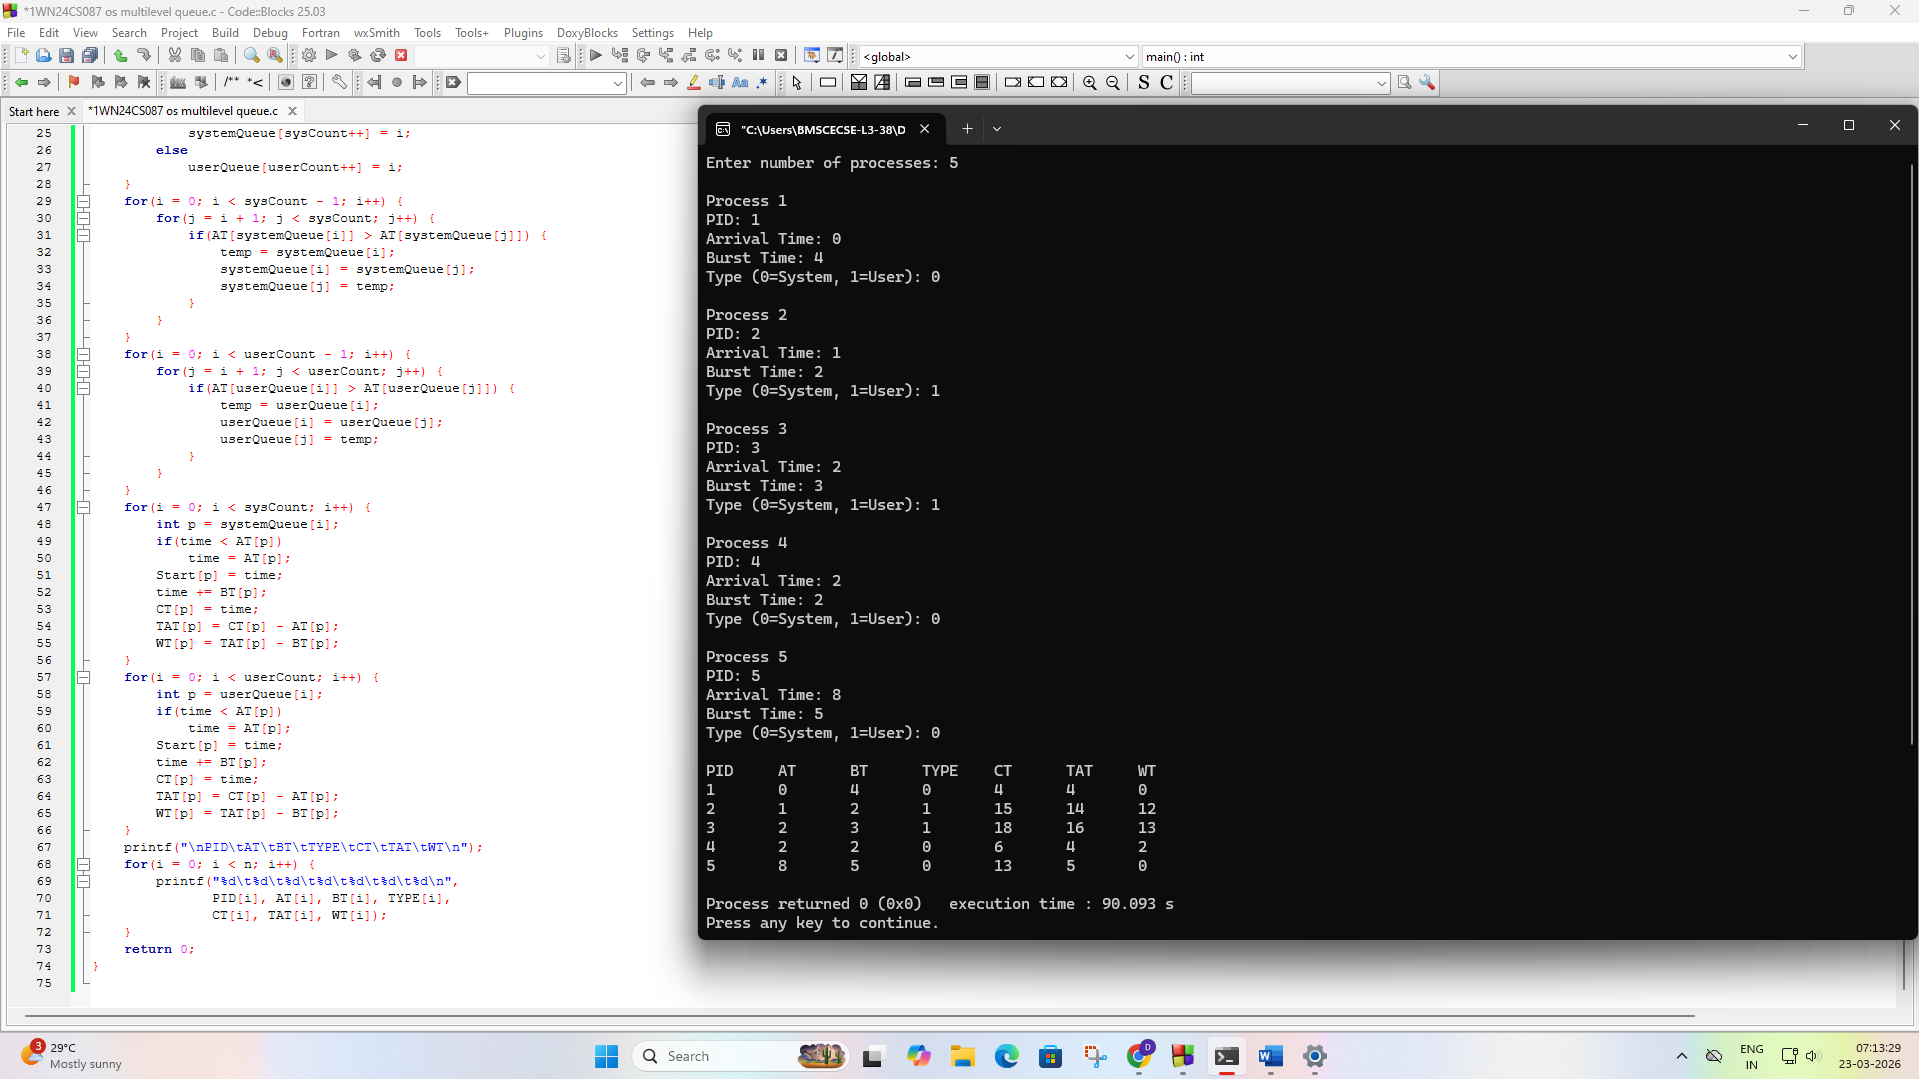 *1WN24CS087 os multilevel queue.c - Code::Blocks 25.03
File Edit View Search Project Build Debug Fortran wxSmith Tools Tools+ Plugins DoxyBlocks Settings Help
<global> main() : int
/** *<
Aa .* S C
Start here *1WN24CS087 os multilevel queue.c
25 systemQueue[sysCount++] = i;
26 else
27 userQueue[userCount++] = i;
28 }
29 for(i = 0; i < sysCount - 1; i++) {
30 for(j = i + 1; j < sysCount; j++) {
31 if(AT[systemQueue[i]] > AT[systemQueue[j]]) {
32 temp = systemQueue[i];
33 systemQueue[i] = systemQueue[j];
34 systemQueue[j] = temp;
35 }
36 }
37 }
38 for(i = 0; i < userCount - 1; i++) {
39 for(j = i + 1; j < userCount; j++) {
40 if(AT[userQueue[i]] > AT[userQueue[j]]) {
41 temp = userQueue[i];
42 userQueue[i] = userQueue[j];
43 userQueue[j] = temp;
44 }
45 }
46 }
47 for(i = 0; i < sysCount; i++) {
48 int p = systemQueue[i];
49 if(time < AT[p])
50 time = AT[p];
51 Start[p] = time;
52 time += BT[p];
53 CT[p] = time;
54 TAT[p] = CT[p] - AT[p];
55 WT[p] = TAT[p] - BT[p];
56 }
57 for(i = 0; i < userCount; i++) {
58 int p = userQueue[i];
59 if(time < AT[p])
60 time = AT[p];
61 Start[p] = time;
62 time += BT[p];
63 CT[p] = time;
64 TAT[p] = CT[p] - AT[p];
65 WT[p] = TAT[p] - BT[p];
66 }
67 printf("\nPID\tAT\tBT\tTYPE\tCT\tTAT\tWT\n");
68 for(i = 0; i < n; i++) {
69 printf("%d\t%d\t%d\t%d\t%d\t%d\t%d\n",
70 PID[i], AT[i], BT[i], TYPE[i],
71 CT[i], TAT[i], WT[i]);
72 }
73 return 0;
74 }
75
"C:\Users\BMSCECSE-L3-38\D
Enter number of processes: 5
Process 1
PID: 1
Arrival Time: 0
Burst Time: 4
Type (0=System, 1=User): 0
Process 2
PID: 2
Arrival Time: 1
Burst Time: 2
Type (0=System, 1=User): 1
Process 3
PID: 3
Arrival Time: 2
Burst Time: 3
Type (0=System, 1=User): 1
Process 4
PID: 4
Arrival Time: 2
Burst Time: 2
Type (0=System, 1=User): 0
Process 5
PID: 5
Arrival Time: 8
Burst Time: 5
Type (0=System, 1=User): 0
PID AT BT TYPE CT TAT WT
1 0 4 0 4 4 0
2 1 2 1 15 14 12
3 2 3 1 18 16 13
4 2 2 0 6 4 2
5 8 5 0 13 5 0
Process returned 0 (0x0) execution time : 90.093 s
Press any key to continue.
3
29°C
Mostly sunny
Search
D
ENG
IN
07:13:29
23-03-2026